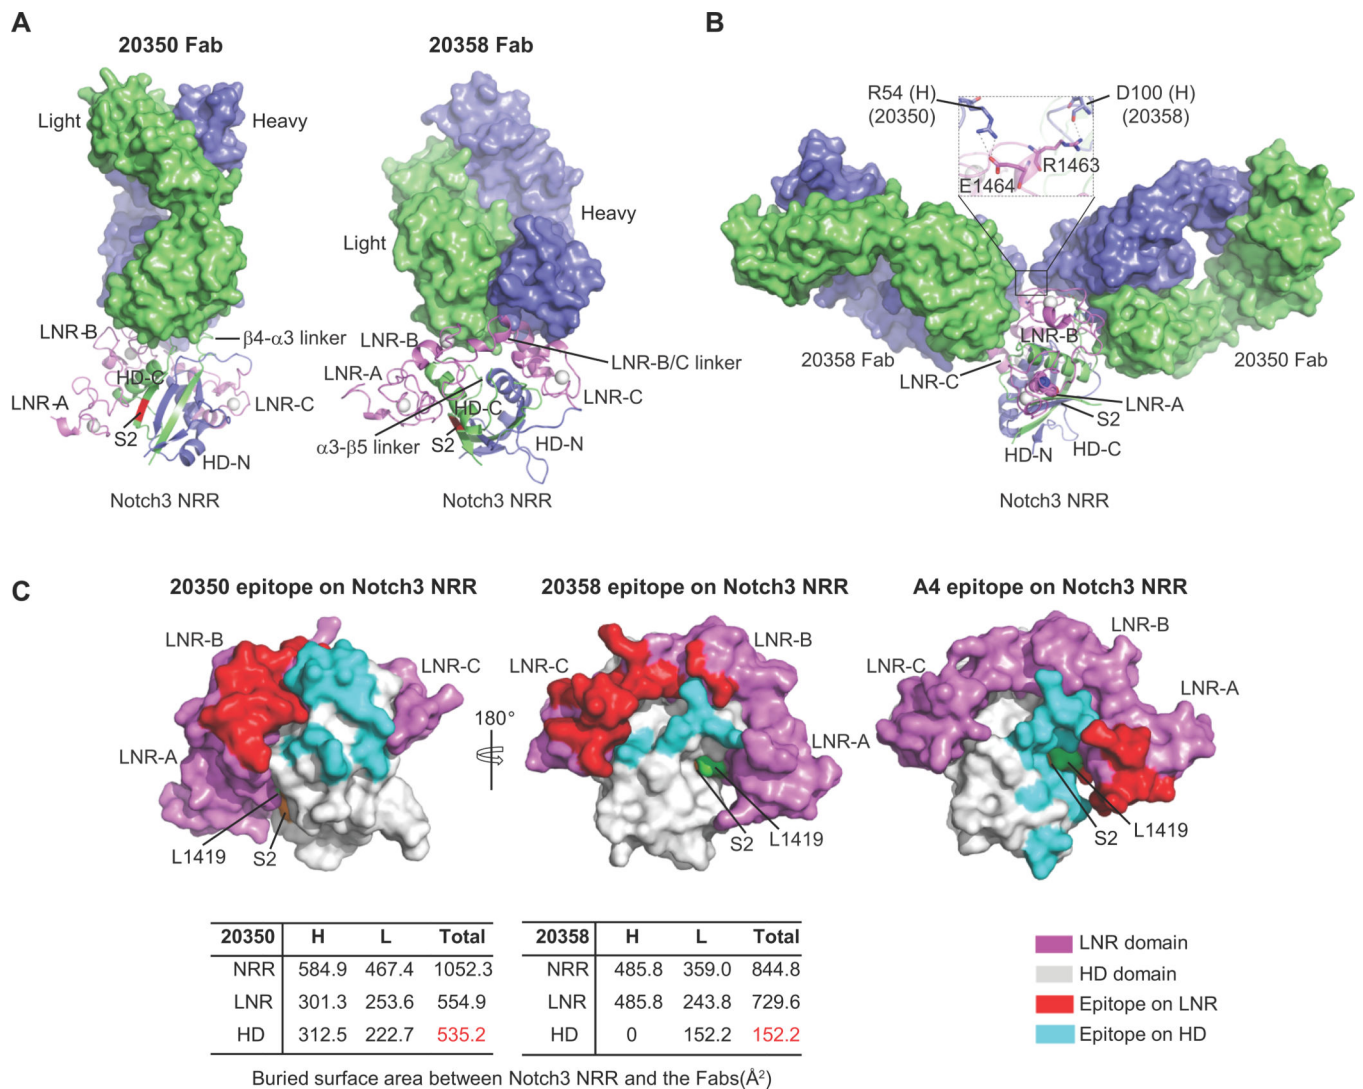 A
20350 Fab
20358 Fab
Light
Heavy
Light
Heavy
LNR-B
β4-α3 linker
HD-C
LNR-A
LNR-C
S2
HD-N
Notch3 NRR
LNR-B
LNR-B/C linker
LNR-A
HD-C
LNR-C
α3-β5 linker
S2
HD-N
Notch3 NRR
B
R54 (H)
(20350)
D100 (H)
(20358)
R1463
E1464
20358 Fab
20350 Fab
LNR-B
LNR-C
LNR-A
S2
HD-N
HD-C
Notch3 NRR
C
20350 epitope on Notch3 NRR
20358 epitope on Notch3 NRR
A4 epitope on Notch3 NRR
LNR-B
LNR-C
LNR-A
L1419
S2
180°
LNR-C
LNR-B
LNR-A
S2
L1419
LNR-B
LNR-C
LNR-A
L1419
S2
20350 H L Total
NRR 584.9 467.4 1052.3
LNR 301.3 253.6 554.9
HD 312.5 222.7 535.2
20358 H L Total
NRR 485.8 359.0 844.8
LNR 485.8 243.8 729.6
HD 0 152.2 152.2
Buried surface area between Notch3 NRR and the Fabs(Å²)
LNR domain
HD domain
Epitope on LNR
Epitope on HD